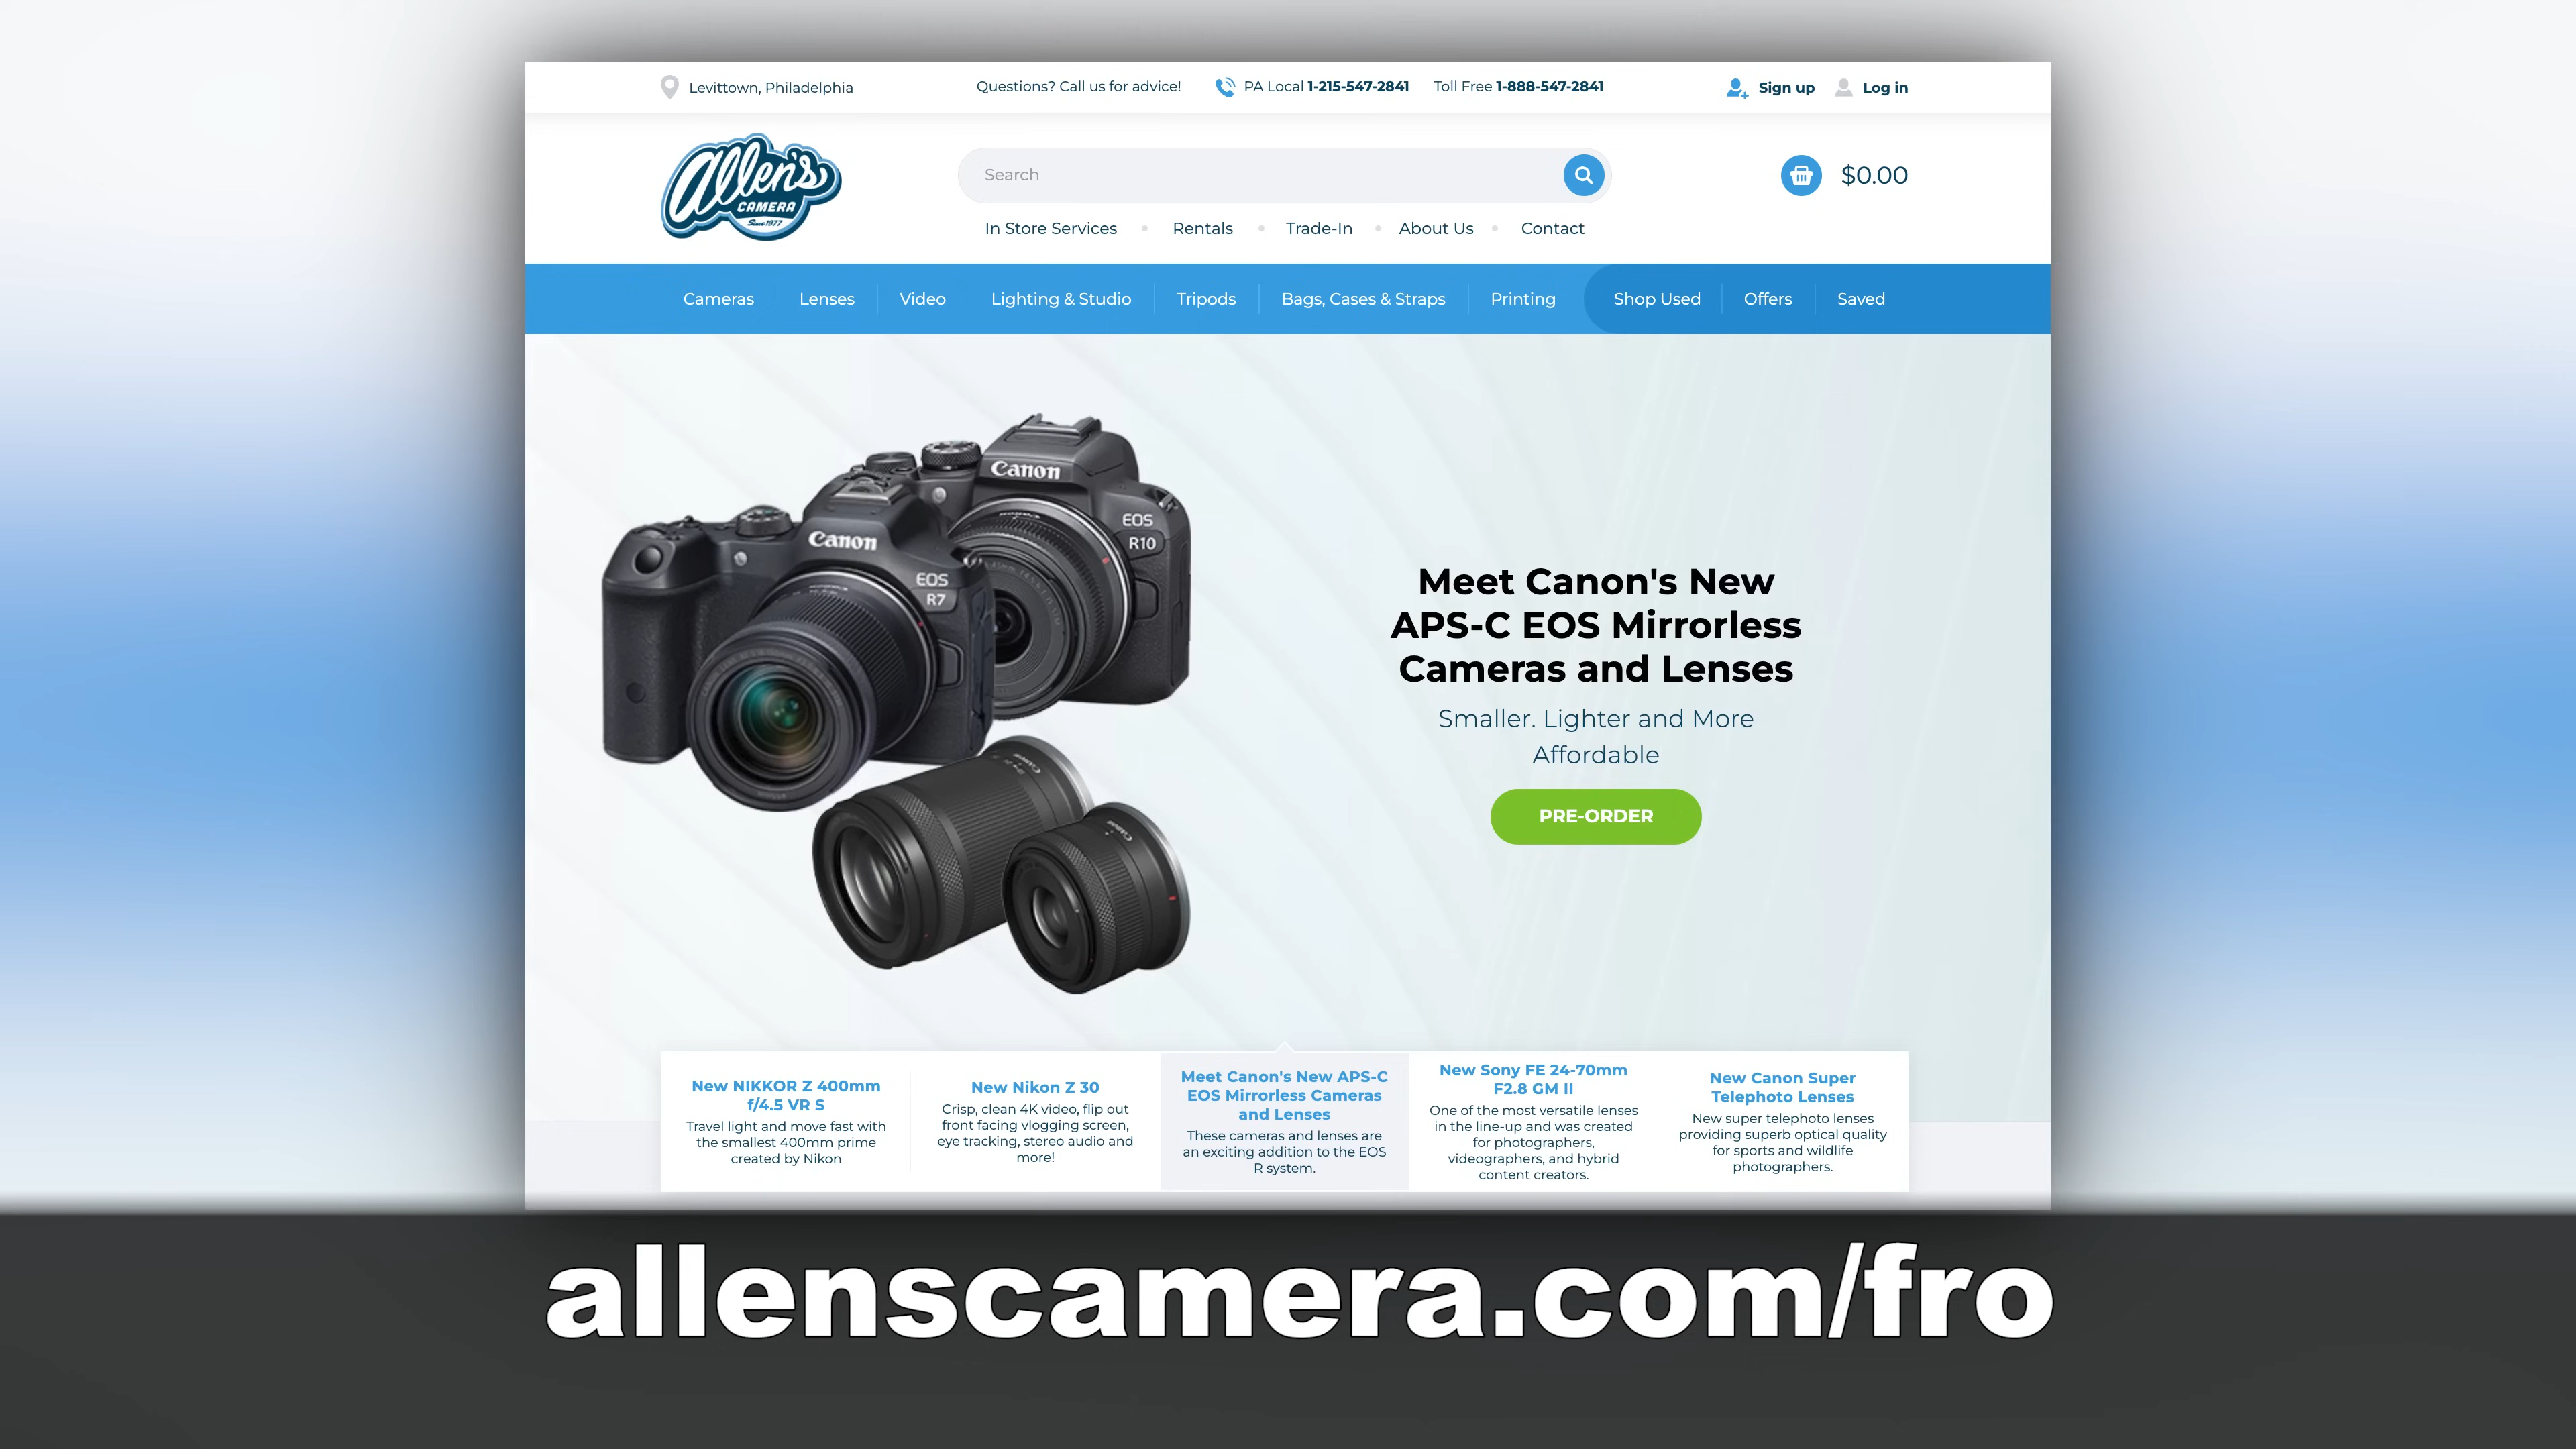 Levittown, Philadelphia
Questions? Call us for advice!
PA Local 1-215-547-2841
Toll Free 1-888-547-2841
Sign up
Log in
Allen's
CAMERA
Since 1977
Search
$0.00
In Store Services
Rentals
Trade-In
About Us
Contact
Cameras
Lenses
Video
Lighting & Studio
Tripods
Bags, Cases & Straps
Printing
Shop Used
Offers
Saved
Canon
EOS
R10
Canon
EOS
R7
Canon
Canon
Meet Canon's New
APS-C EOS Mirrorless
Cameras and Lenses
Smaller. Lighter and More
Affordable
PRE-ORDER
New NIKKOR Z 400mm
f/4.5 VR S
Travel light and move fast with
the smallest 400mm prime
created by Nikon
New Nikon Z 30
Crisp, clean 4K video, flip out
front facing vlogging screen,
eye tracking, stereo audio and
more!
Meet Canon's New APS-C
EOS Mirrorless Cameras
and Lenses
These cameras and lenses are
an exciting addition to the EOS
R system.
New Sony FE 24-70mm
F2.8 GM II
One of the most versatile lenses
in the line-up and was created
for photographers,
videographers, and hybrid
content creators.
New Canon Super
Telephoto Lenses
New super telephoto lenses
providing superb optical quality
for sports and wildlife
photographers.
allenscamera.com/fro